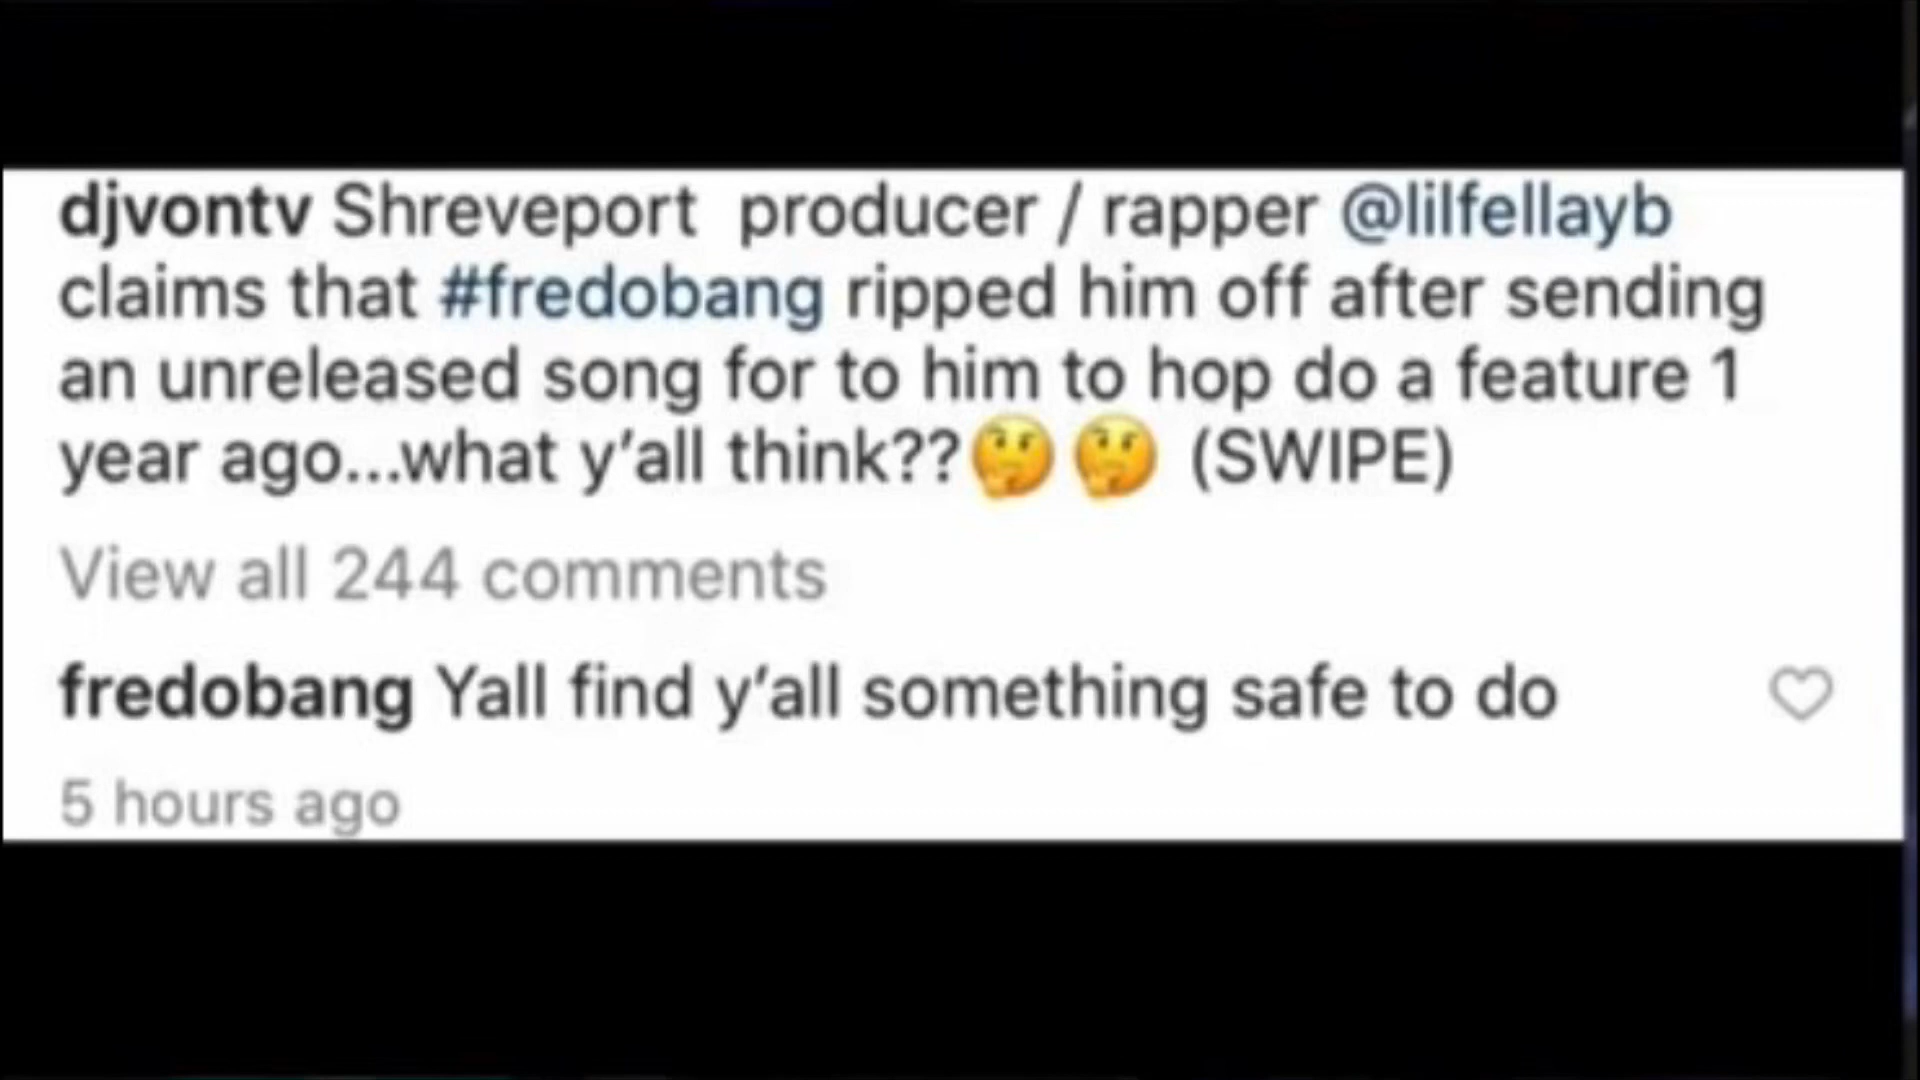 djvontv Shreveport producer / rapper @lilfellayb
claims that #fredobang ripped him off after sending
an unreleased song for to him to hop do a feature 1
year ago...what y’all think??🤔🤔 (SWIPE)
View all 244 comments
fredobang Yall find y’all something safe to do
5 hours ago